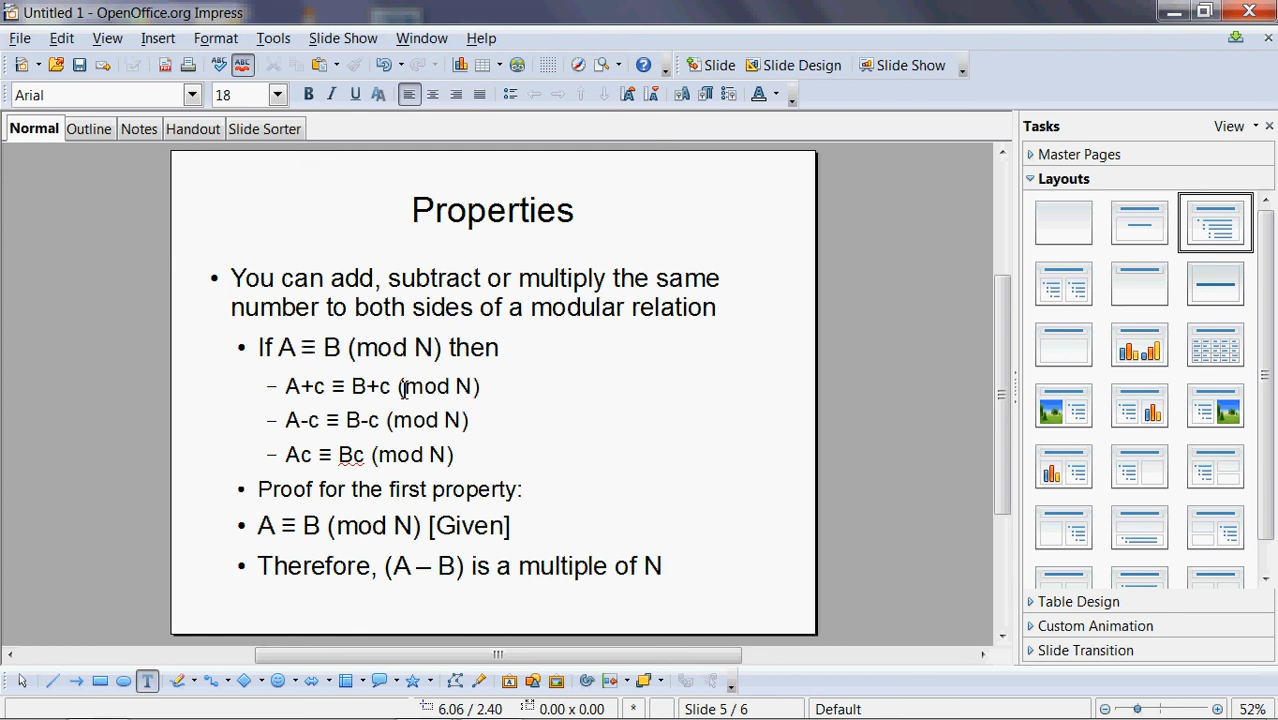 Untitled 1 - OpenOffice.org Impress
File Edit View Insert Format Tools Slide Show Window Help
Slide Slide Design Slide Show
Arial 18 B I U A
Normal Outline Notes Handout Slide Sorter
Tasks View
Master Pages
Layouts
Properties
• You can add, subtract or multiply the same
number to both sides of a modular relation
• If A ≡ B (mod N) then
– A+c ≡ B+c (mod N)
– A-c ≡ B-c (mod N)
– Ac ≡ Bc (mod N)
• Proof for the first property:
• A ≡ B (mod N) [Given]
• Therefore, (A – B) is a multiple of N
Table Design
Custom Animation
Slide Transition
6.06 / 2.40 0.00 x 0.00 * Slide 5 / 6 Default 52%